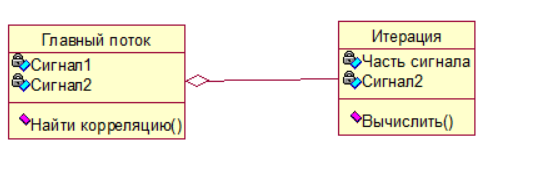 Главный поток
Сигнал1
Сигнал2
Найти корреляцию()
Итерация
Часть сигнала
Сигнал2
Вычислить()